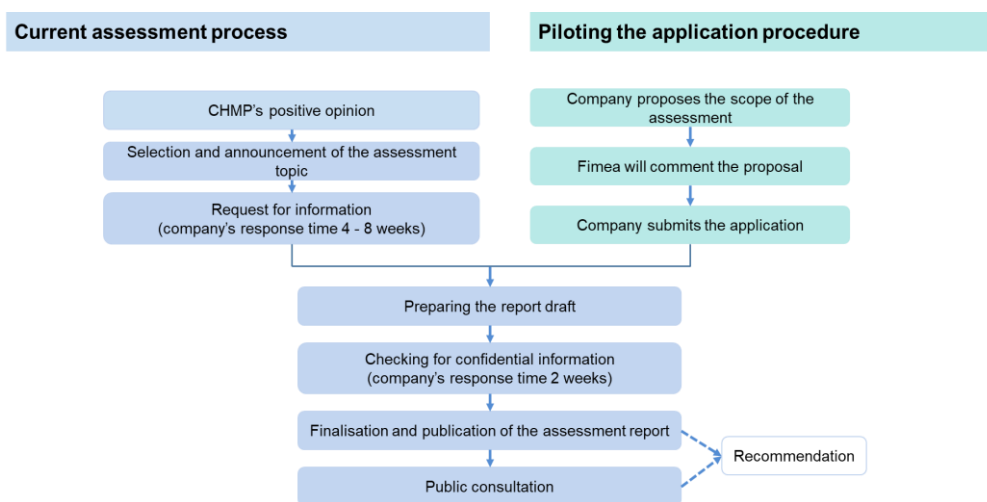 Current assessment process
Piloting the application procedure
CHMP's positive opinion
Selection and announcement of the assessment
topic
Request for information
(company's response time 4 - 8 weeks)
Company proposes the scope of the
assessment
Fimea will comment the proposal
Company submits the application
Preparing the report draft
Checking for confidential information
(company's response time 2 weeks)
Finalisation and publication of the assessment report
Recommendation
Public consultation